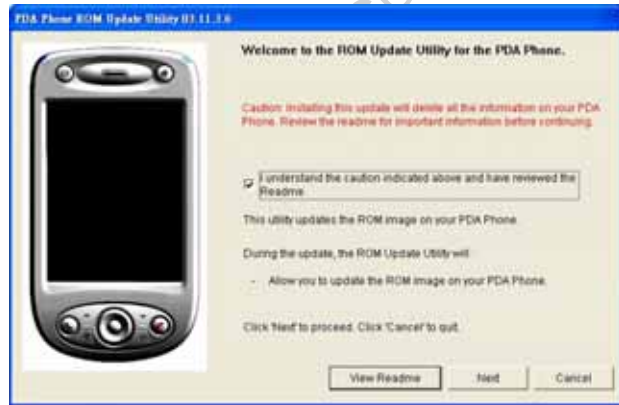 PDA Phone ROM Update Utility
Welcome to the ROM Update Utility for the PDA Phone.
Caution: Installing this update will delete all the information on your PDA
Phone. Review the readme for important information before continuing.
I understand the caution indicated above and have reviewed the
Readme.
This utility updates the ROM image on your PDA Phone.
During the update, the ROM Update Utility will:
- Allow you to update the ROM image on your PDA Phone.
Click 'Next' to proceed. Click 'Cancel' to quit.
View Readme
Next
Cancel